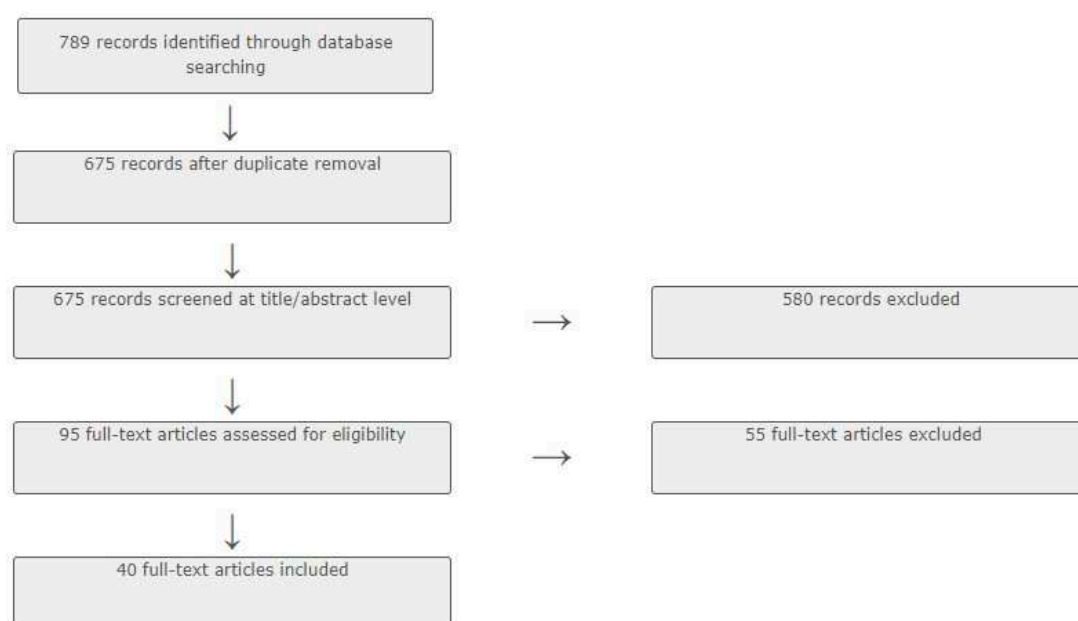 789 records identified through database
searching
↓
675 records after duplicate removal
↓
675 records screened at title/abstract level
→
580 records excluded
↓
95 full-text articles assessed for eligibility
→
55 full-text articles excluded
↓
40 full-text articles included